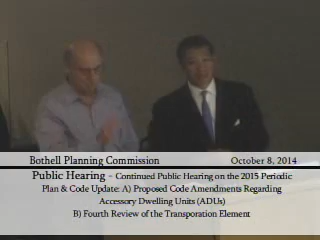 Bothell Planning Commission October 8, 2014
Public Hearing - Continued Public Hearing on the 2015 Periodic
Plan & Code Update: A) Proposed Code Amendments Regarding
Accessory Dwelling Units (ADUs)
B) Fourth Review of the Transporation Element